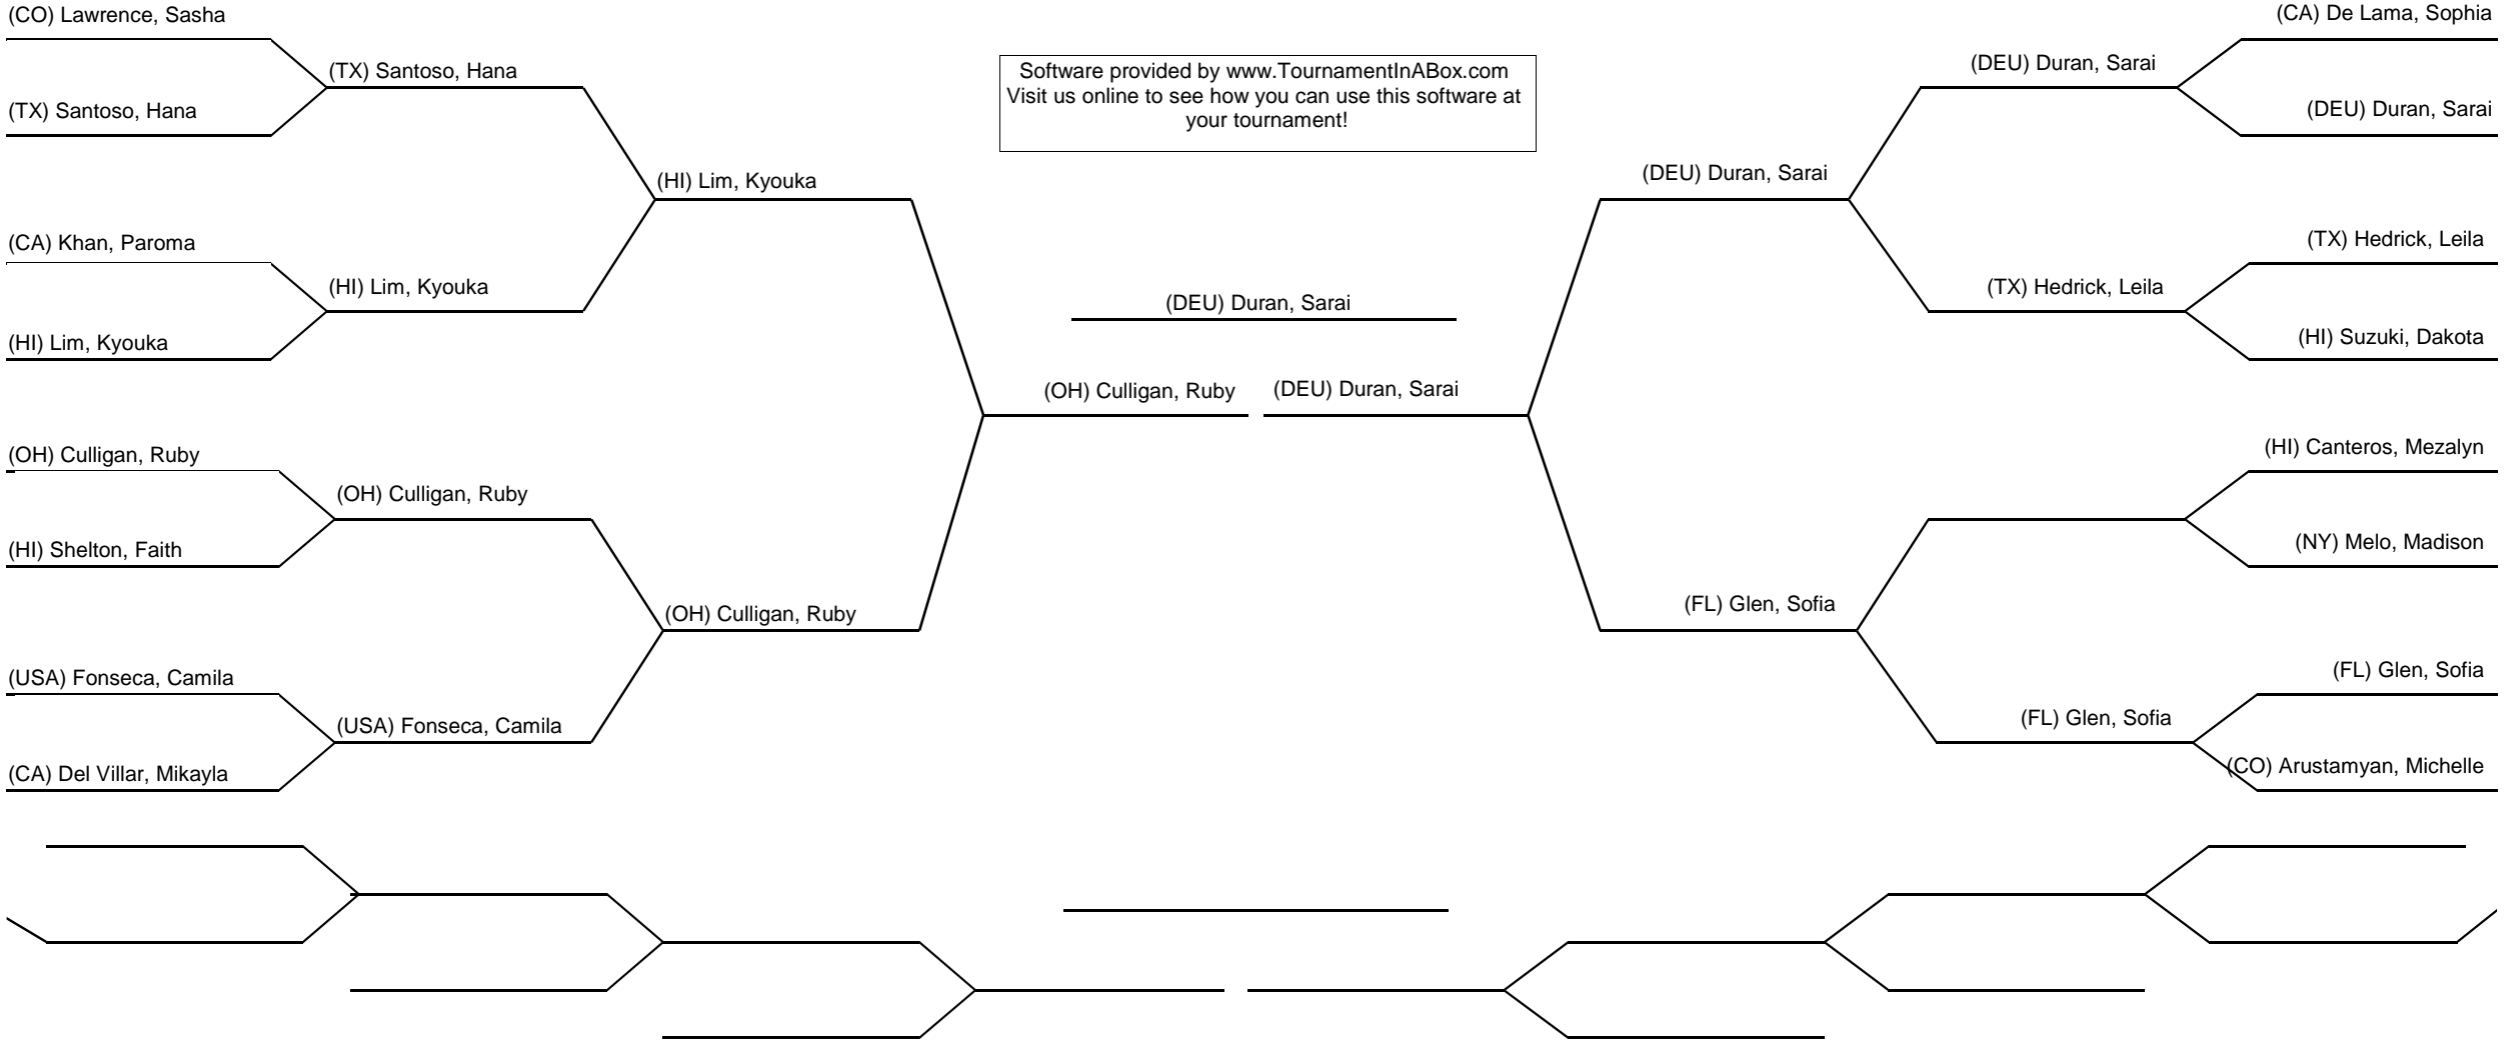 (CO) Lawrence, Sasha
(TX) Santoso, Hana
(TX) Santoso, Hana
(HI) Lim, Kyouka
(CA) Khan, Paroma
(HI) Lim, Kyouka
(HI) Lim, Kyouka
(OH) Culligan, Ruby
(OH) Culligan, Ruby
(HI) Shelton, Faith
(OH) Culligan, Ruby
(USA) Fonseca, Camila
(USA) Fonseca, Camila
(CA) Del Villar, Mikayla
Software provided by www.TournamentInABox.com
Visit us online to see how you can use this software at
your tournament!
(DEU) Duran, Sarai
(OH) Culligan, Ruby
(DEU) Duran, Sarai
(CA) De Lama, Sophia
(DEU) Duran, Sarai
(DEU) Duran, Sarai
(DEU) Duran, Sarai
(TX) Hedrick, Leila
(TX) Hedrick, Leila
(HI) Suzuki, Dakota
(HI) Canteros, Mezalyn
(NY) Melo, Madison
(FL) Glen, Sofia
(FL) Glen, Sofia
(FL) Glen, Sofia
(CO) Arustamyan, Michelle